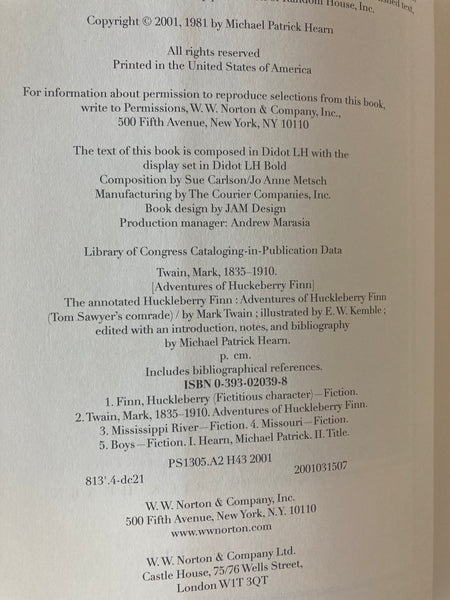 of Random House, Inc.
Copyright © 2001, 1981 by Michael Patrick Hearn
All rights reserved
Printed in the United States of America
For information about permission to reproduce selections from this book,
write to Permissions, W. W. Norton & Company, Inc.,
500 Fifth Avenue, New York, NY 10110
The text of this book is composed in Didot LH with the
display set in Didot LH Bold
Composition by Sue Carlson/Jo Anne Metsch
Manufacturing by The Courier Companies, Inc.
Book design by JAM Design
Production manager: Andrew Marasia
Library of Congress Cataloging-in-Publication Data
Twain, Mark, 1835–1910.
[Adventures of Huckeberry Finn]
The annotated Huckleberry Finn : Adventures of Huckleberry Finn
(Tom Sawyer's comrade) / by Mark Twain ; illustrated by E. W. Kemble ;
edited with an introduction, notes, and bibliography
by Michael Patrick Hearn.
p. cm.
Includes bibliographical references.
ISBN 0-393-02039-8
1. Finn, Huckleberry (Fictitious character)—Fiction.
2. Twain, Mark, 1835–1910. Adventures of Huckleberry Finn.
3. Mississippi River—Fiction. 4. Missouri—Fiction.
5. Boys—Fiction. I. Hearn, Michael Patrick. II. Title.
PS1305.A2 H43 2001
813'.4-dc21 2001031507
W. W. Norton & Company, Inc.
500 Fifth Avenue, New York, N.Y. 10110
www.wwnorton.com
W. W. Norton & Company Ltd.
Castle House, 75/76 Wells Street,
London W1T 3QT